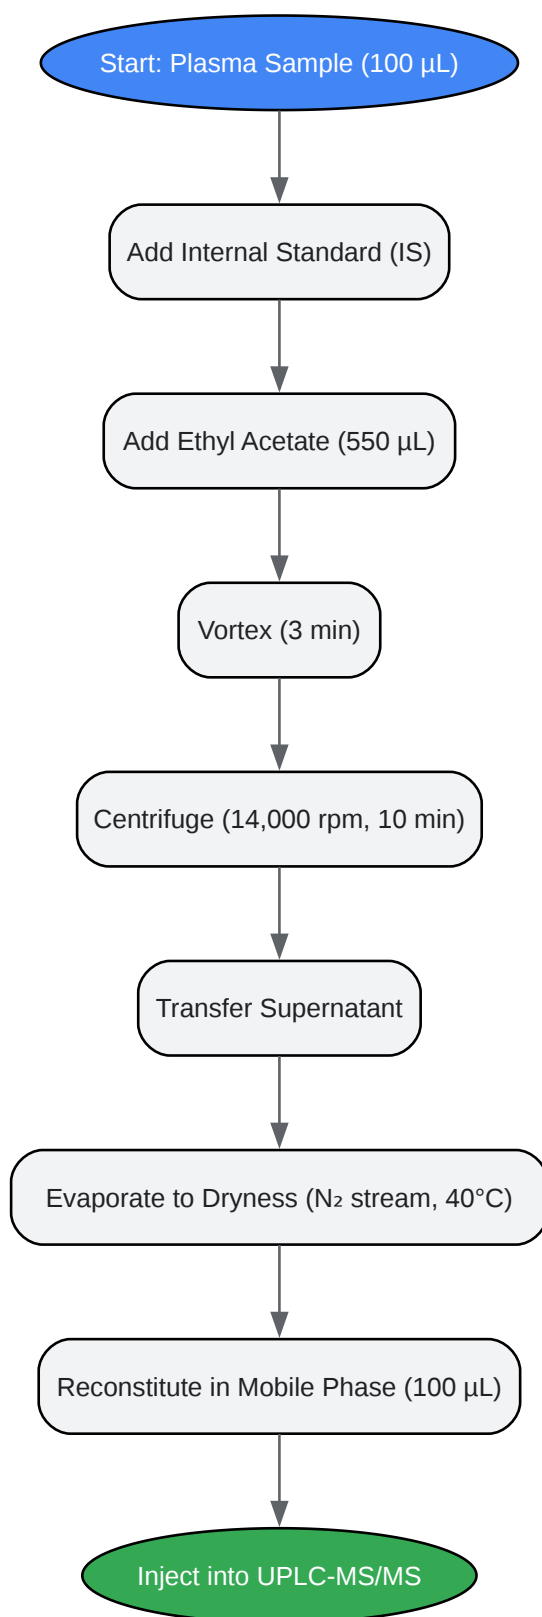 Start: Plasma Sample (100 µL)
Add Internal Standard (IS)
Add Ethyl Acetate (550 µL)
Vortex (3 min)
Centrifuge (14,000 rpm, 10 min)
Transfer Supernatant
Evaporate to Dryness (N₂ stream, 40°C)
Reconstitute in Mobile Phase (100 µL)
Inject into UPLC-MS/MS